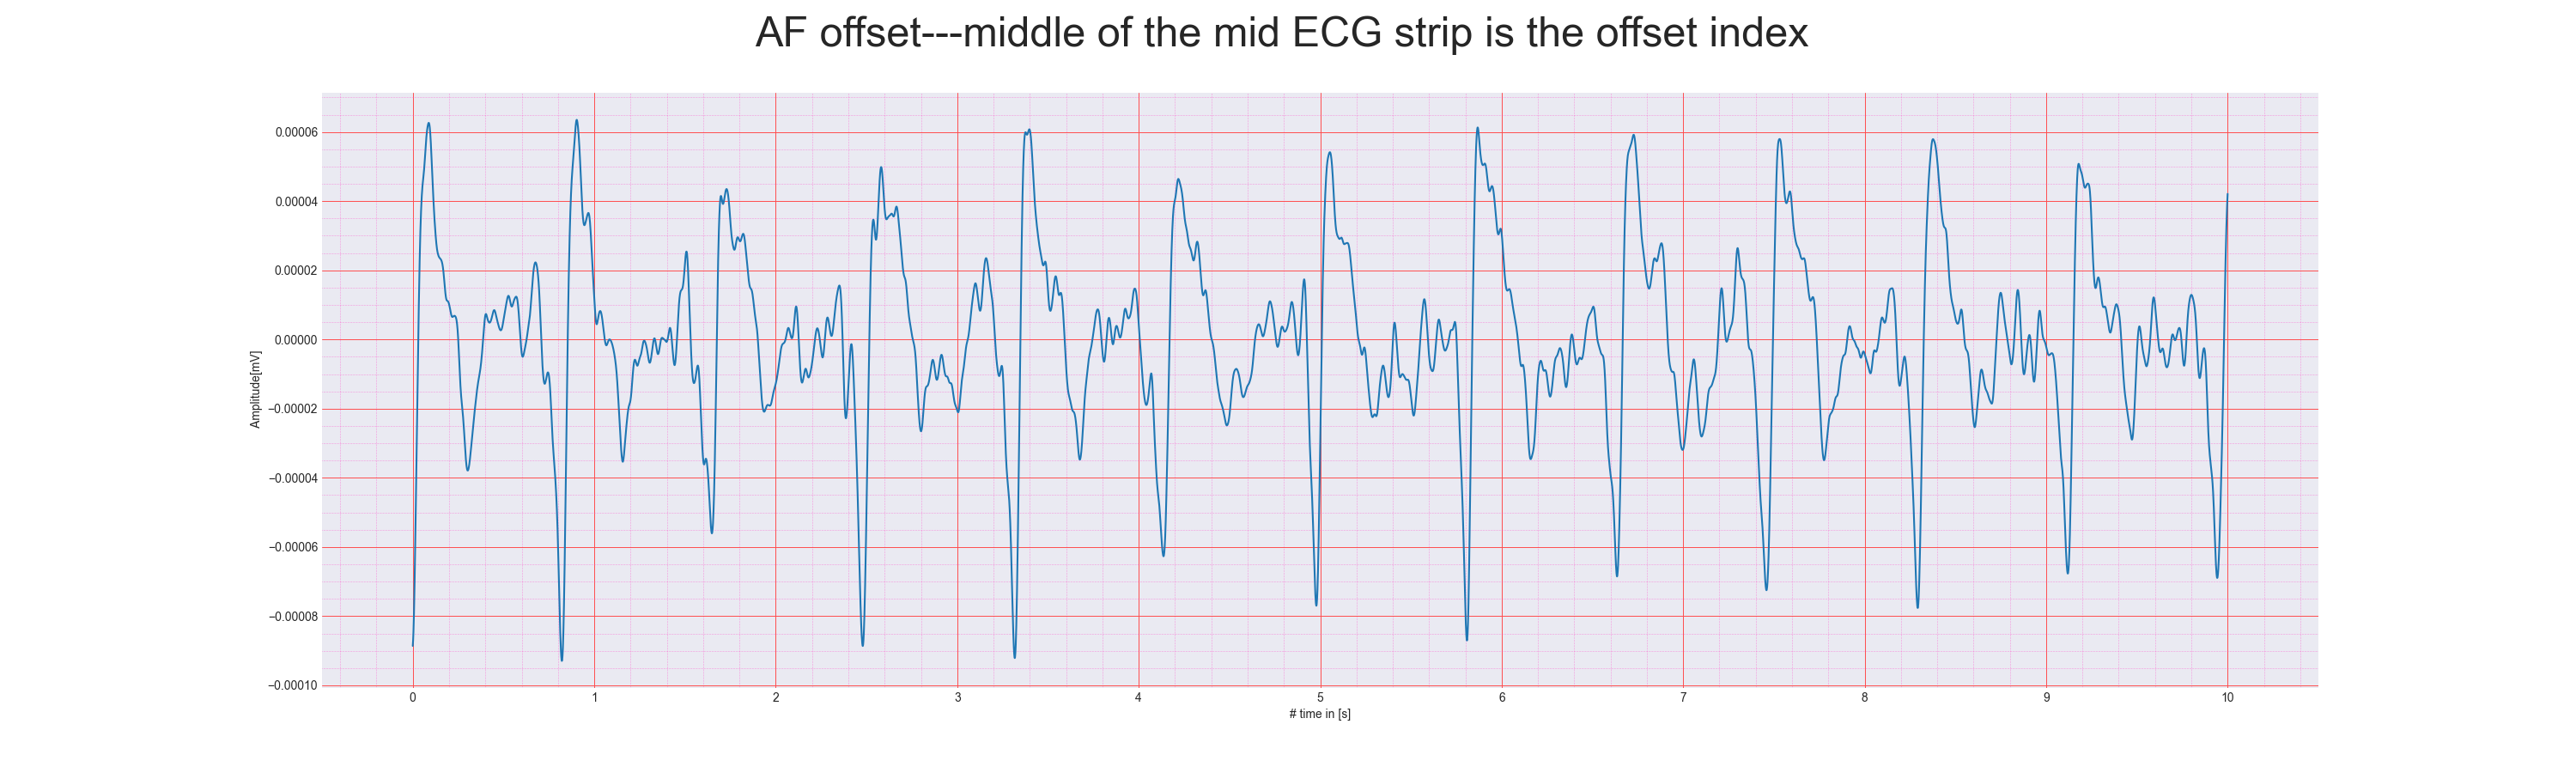 AF offset---middle of the mid ECG strip is the offset index
0.00006
0.00004
0.00002
0.00000
−0.00002
−0.00004
−0.00006
−0.00008
−0.00010
Amplitude[mV]
0 1 2 3 4 5 6 7 8 9 10
# time in [s]